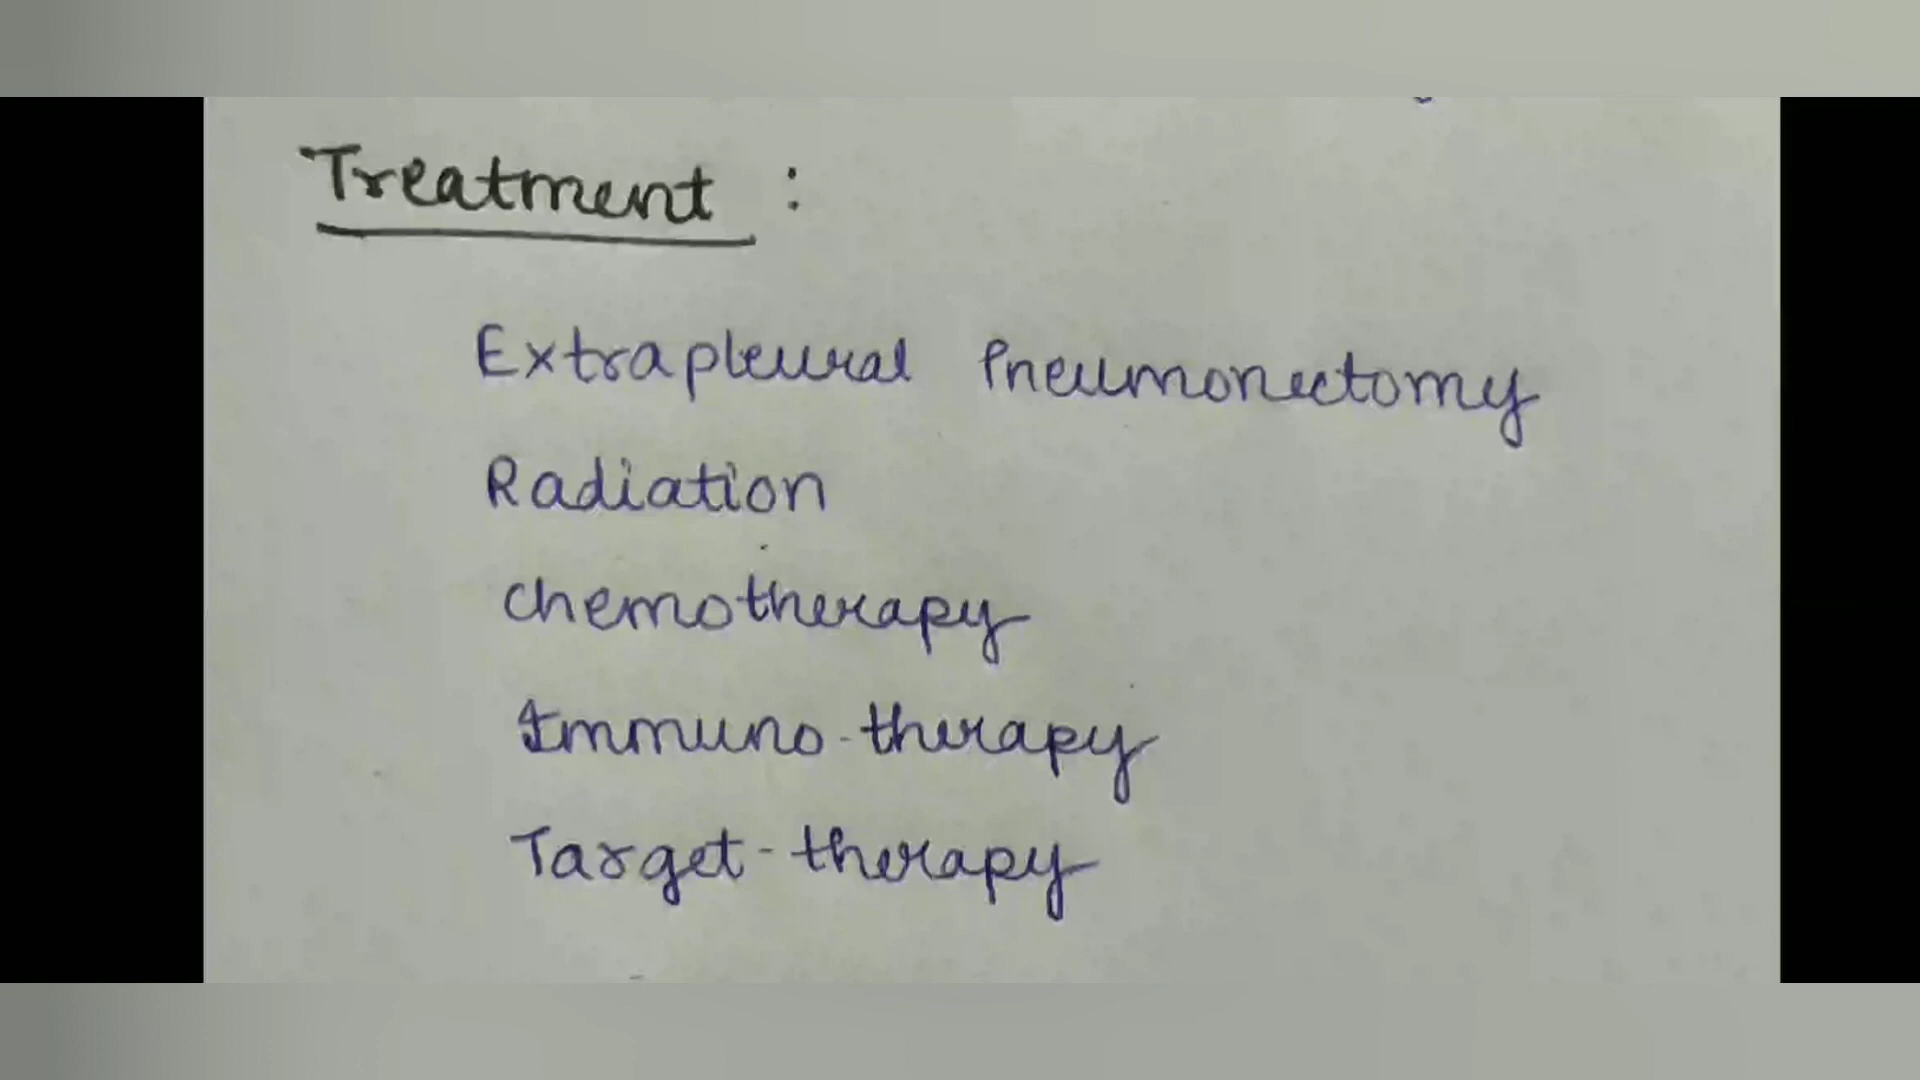 Treatment :
Extrapleural Pneumonectomy
Radiation
chemotherapy
Immuno-therapy
Target-therapy